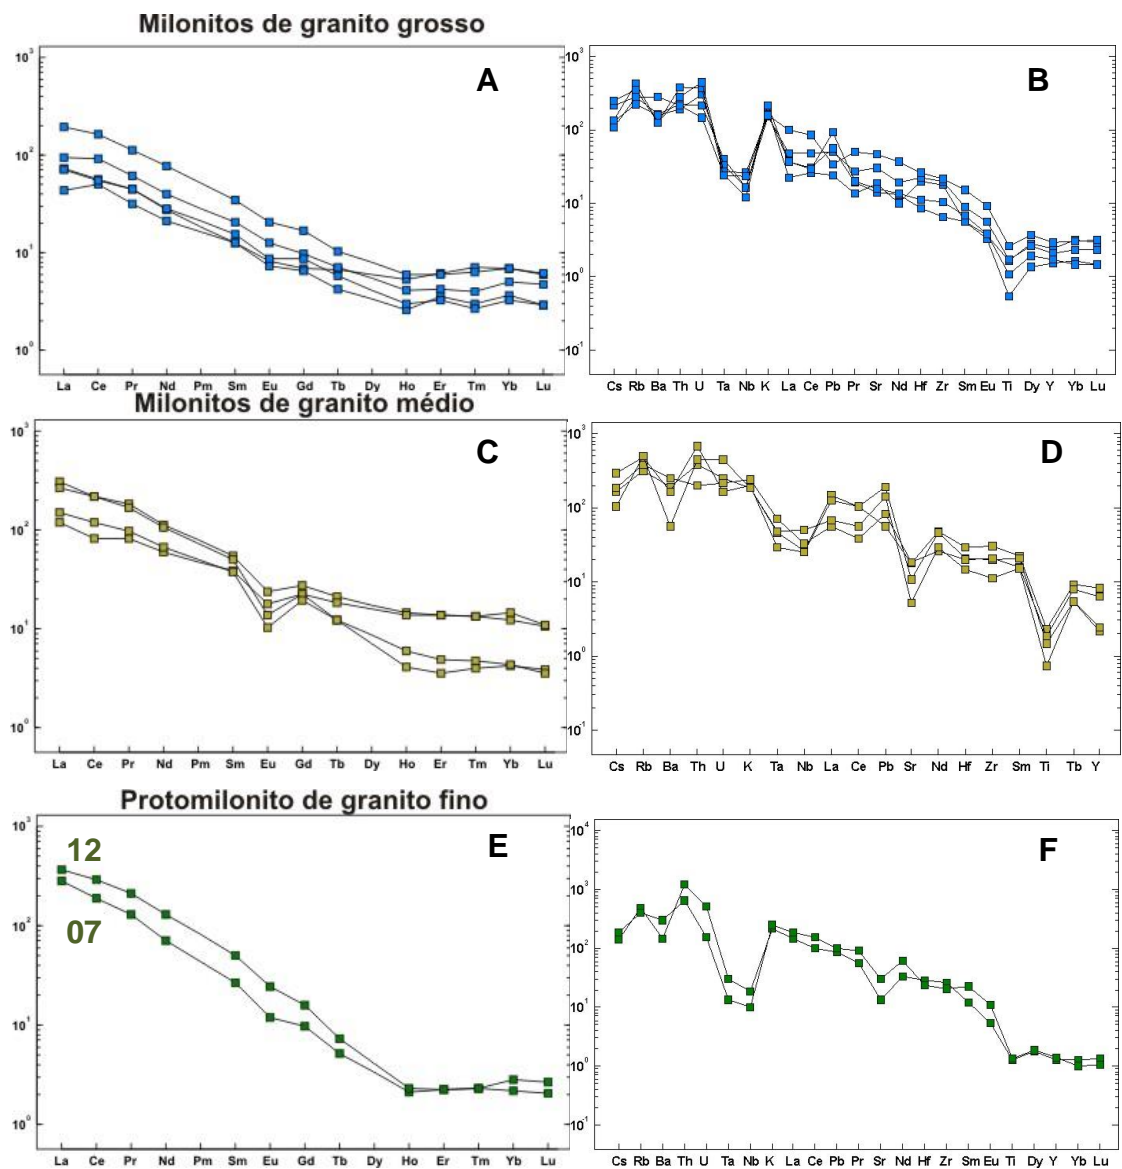 Milonitos de granito grosso
A
B
10³
10²
10¹
10⁰
La Ce Pr Nd Pm Sm Eu Gd Tb Dy Ho Er Tm Yb Lu
10³
10²
10¹
10⁰
10⁻¹
Cs Rb Ba Th U Ta Nb K La Ce Pb Pr Sr Nd Hf Zr Sm Eu Ti Dy Y Yb Lu
Milonitos de granito médio
C
D
10³
10²
10¹
10⁰
La Ce Pr Nd Pm Sm Eu Gd Tb Dy Ho Er Tm Yb Lu
10³
10²
10¹
10⁰
10⁻¹
Cs Rb Ba Th U K Ta Nb La Ce Pb Sr Nd Hf Zr Sm Ti Tb Y
Protomilonito de granito fino
E
F
12
07
10³
10²
10¹
10⁰
La Ce Pr Nd Pm Sm Eu Gd Tb Dy Ho Er Tm Yb Lu
10⁴
10³
10²
10¹
10⁰
10⁻¹
Cs Rb Ba Th U Ta Nb K La Ce Pb Pr Sr Nd Hf Zr Sm Eu Ti Dy Y Yb Lu